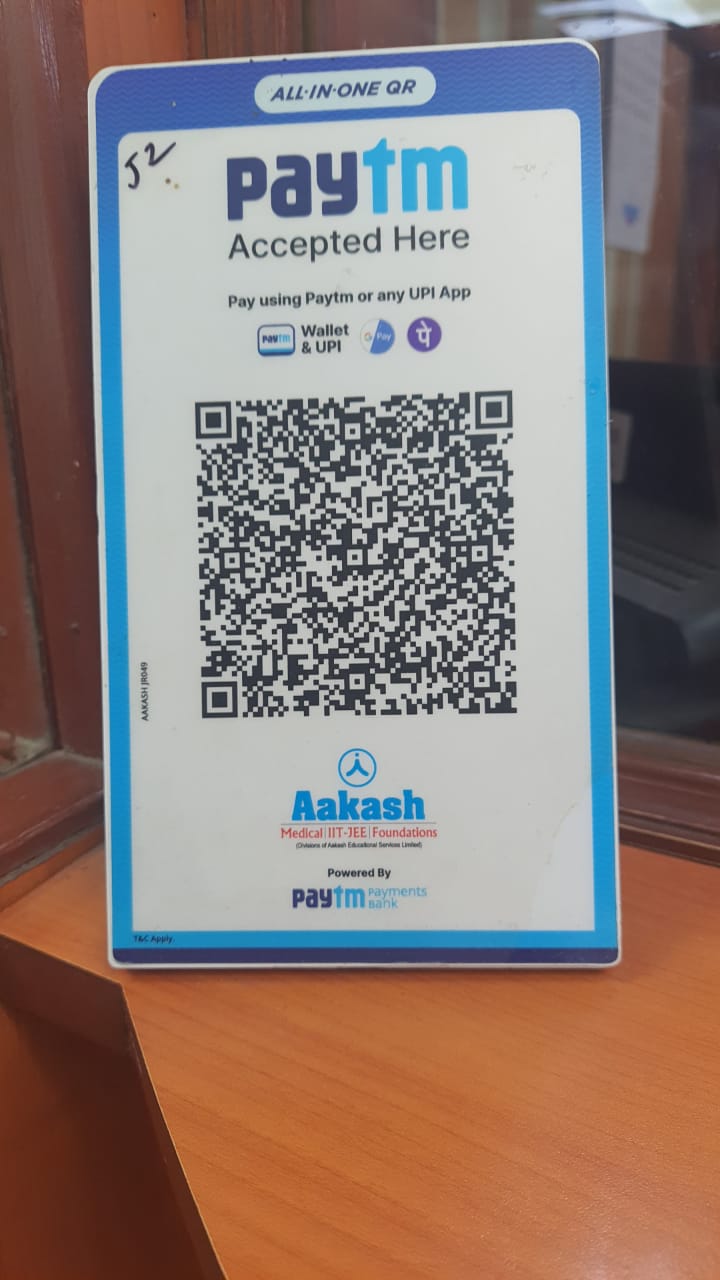 ALL-IN-ONE QR
J2
paytm
Accepted Here
Pay using Paytm or any UPI App
paytm Wallet & UPI G Pay पे
AAKASH JR049
Aakash
Medical | IIT-JEE | Foundations
(Divisions of Aakash Educational Services Limited)
Powered By
paytm payments bank
T&C Apply.